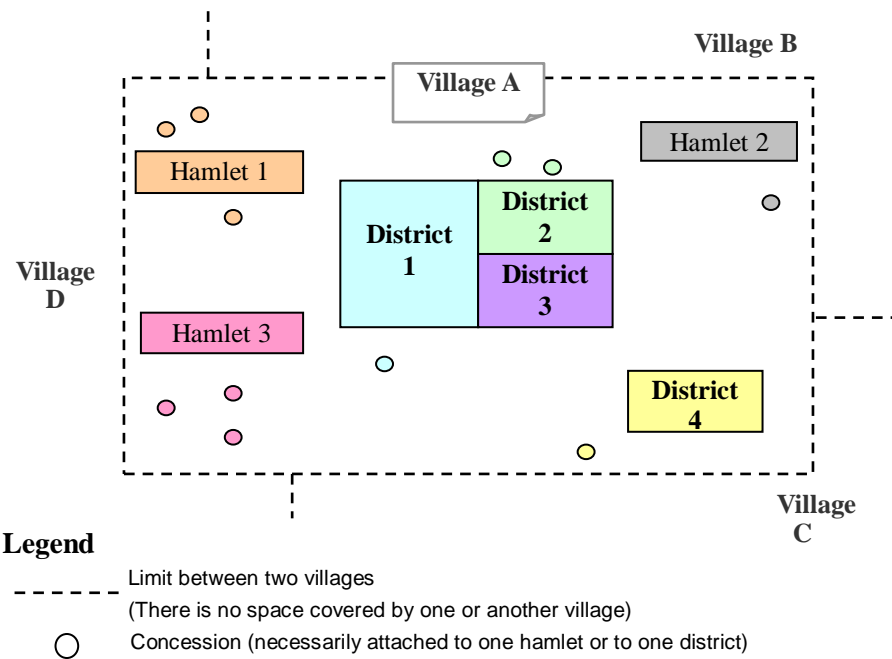 Village B
Village A
Hamlet 2
Hamlet 1
District
2
District
1
Village
D
District
3
Hamlet 3
District
4
Village
C
Legend
Limit between two villages
(There is no space covered by one or another village)
Concession (necessarily attached to one hamlet or to one district)